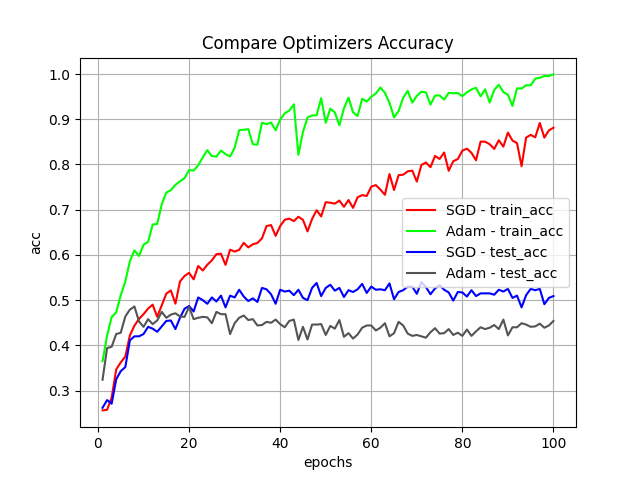 Compare Optimizers Accuracy
acc
1.0
0.9
0.8
0.7
0.6
0.5
0.4
0.3
SGD - train_acc
Adam - train_acc
SGD - test_acc
Adam - test_acc
0 20 40 60 80 100
epochs